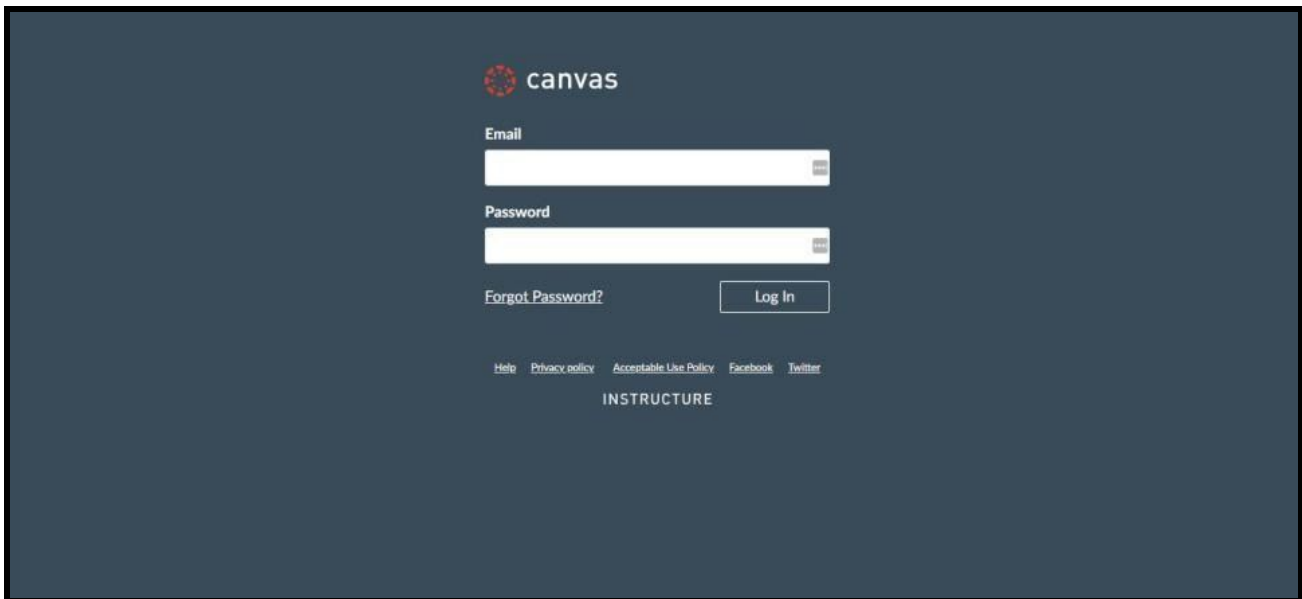 canvas
Email
Password
Forgot Password? Log In
Help Privacy policy Acceptable Use Policy Facebook Twitter
INSTRUCTURE